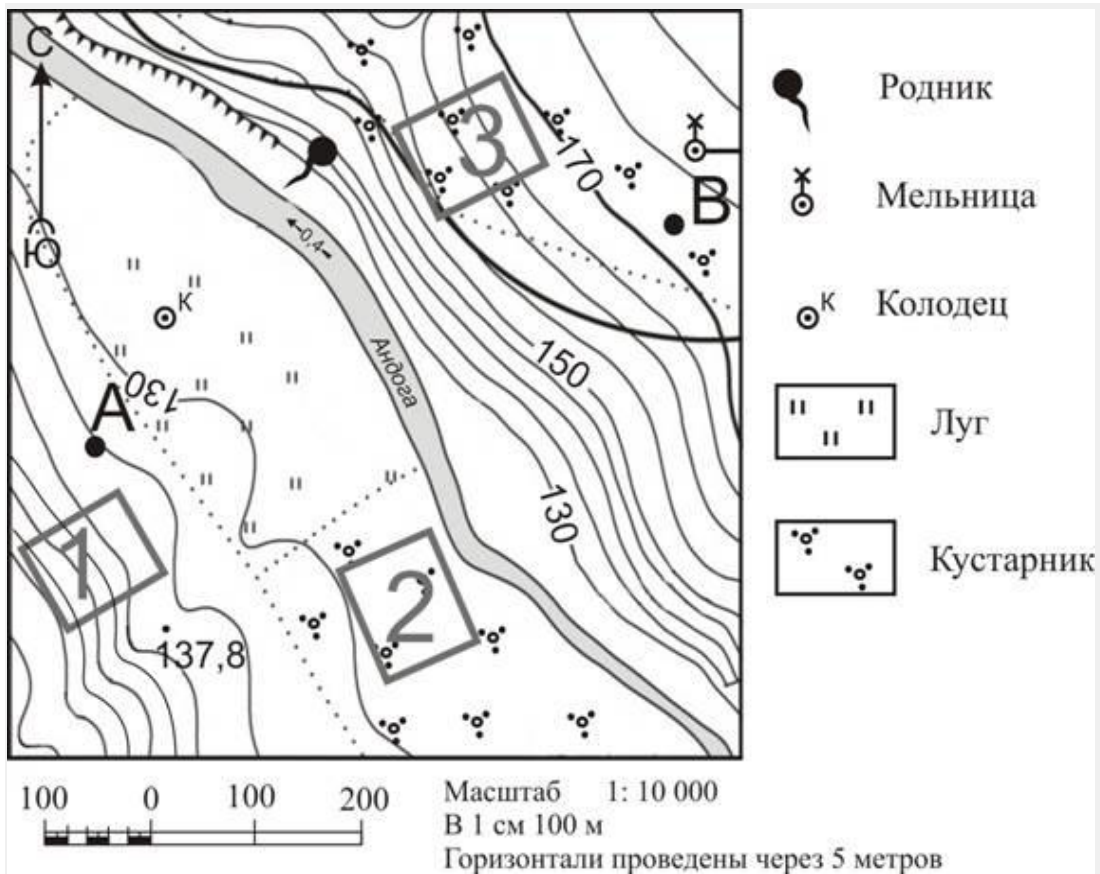 С
Ю
3
170
В
Родник
Мельница
К
Колодец
К
0,4
Андога
150
130
А
130
Луг
1
2
137,8
Кустарник
100 0 100 200
Масштаб 1: 10 000
В 1 см 100 м
Горизонтали проведены через 5 метров